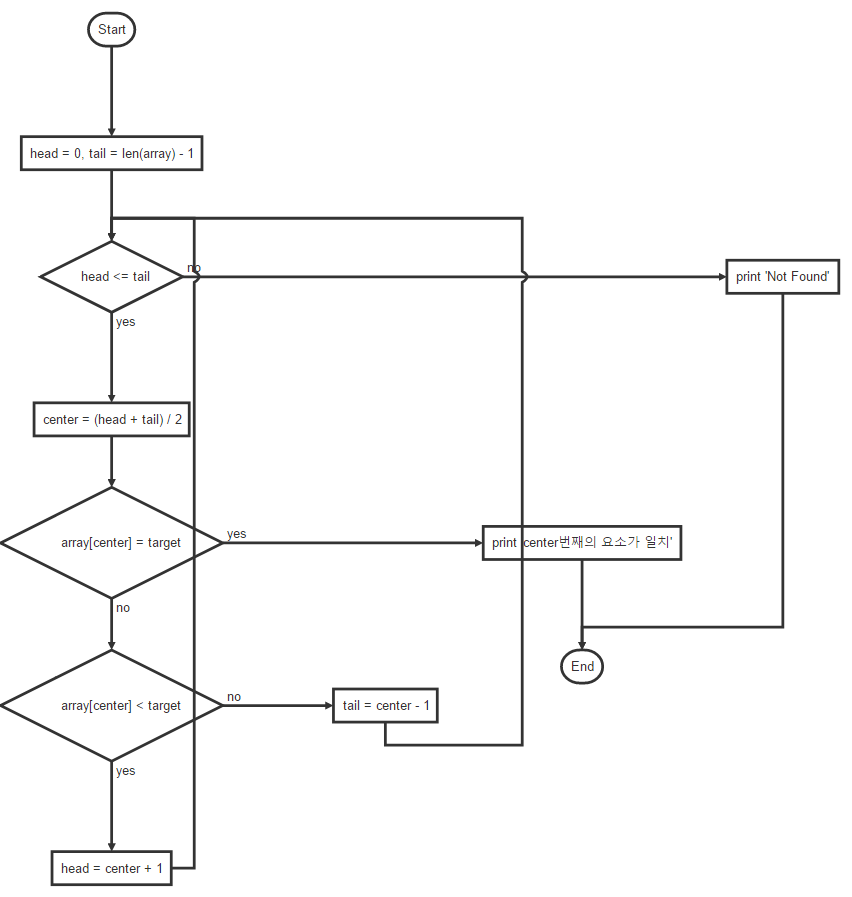 Start
head = 0, tail = len(array) - 1
head <= tail
no
print 'Not Found'
yes
center = (head + tail) / 2
array[center] = target
yes
print 'center번째의 요소가 일치'
no
End
array[center] < target
no
tail = center - 1
yes
head = center + 1